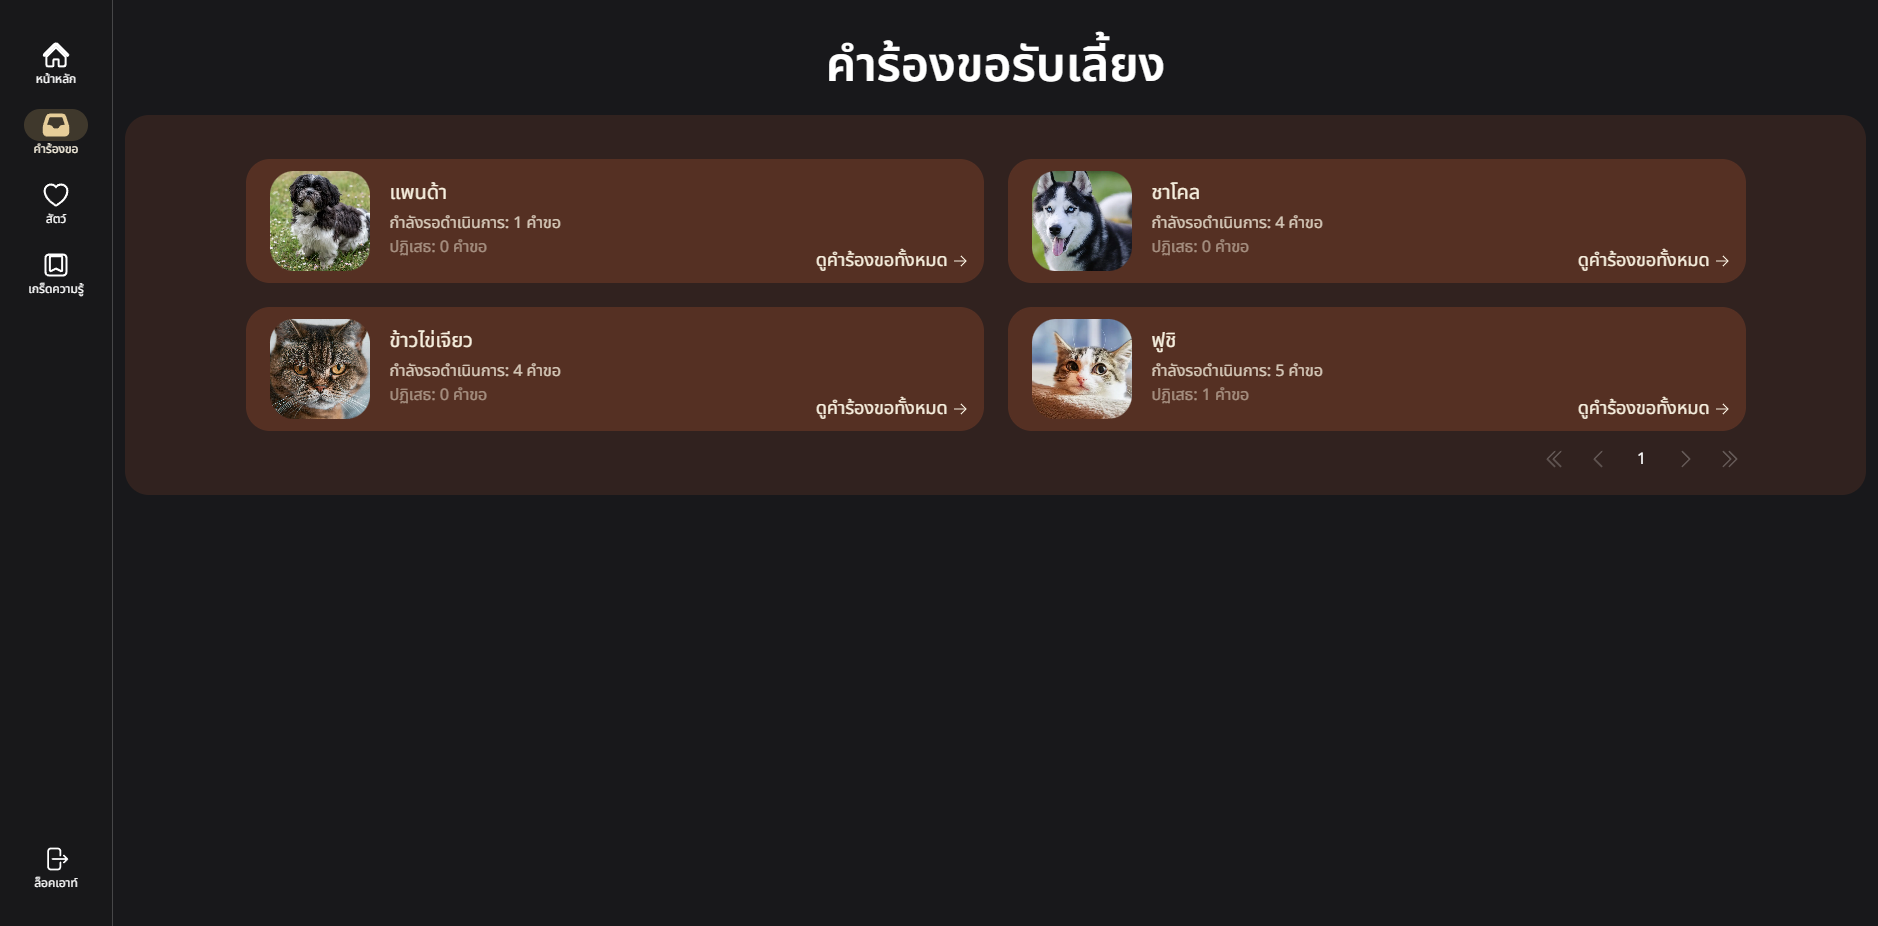 หน้าหลัก
คำร้องขอ
สัตว์
เกร็ดความรู้
ล็อคเอาท์
คำร้องขอรับเลี้ยง
แพนด้า
กำลังรอดำเนินการ: 1 คำขอ
ปฏิเสธ: 0 คำขอ
ดูคำร้องขอทั้งหมด
ชาโคล
กำลังรอดำเนินการ: 4 คำขอ
ปฏิเสธ: 0 คำขอ
ดูคำร้องขอทั้งหมด
ข้าวไข่เจียว
กำลังรอดำเนินการ: 4 คำขอ
ปฏิเสธ: 0 คำขอ
ดูคำร้องขอทั้งหมด
ฟูชิ
กำลังรอดำเนินการ: 5 คำขอ
ปฏิเสธ: 1 คำขอ
ดูคำร้องขอทั้งหมด
1